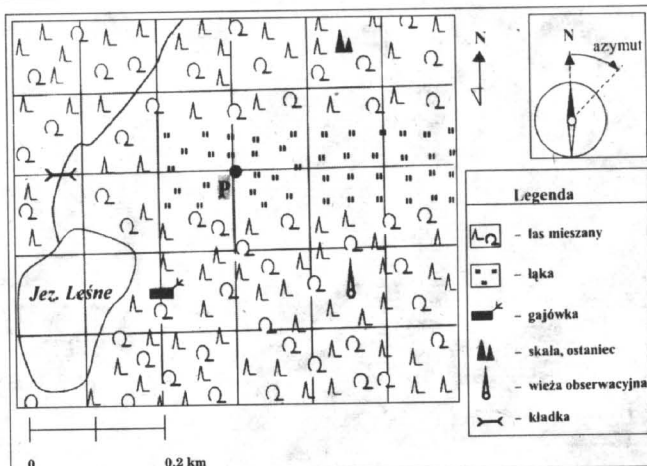 N
N
azymut
P
Jez. Leśne
Legenda
- las mieszany
- łąka
- gajówka
- skała, ostaniec
- wieża obserwacyjna
- kładka
0
0.2 km